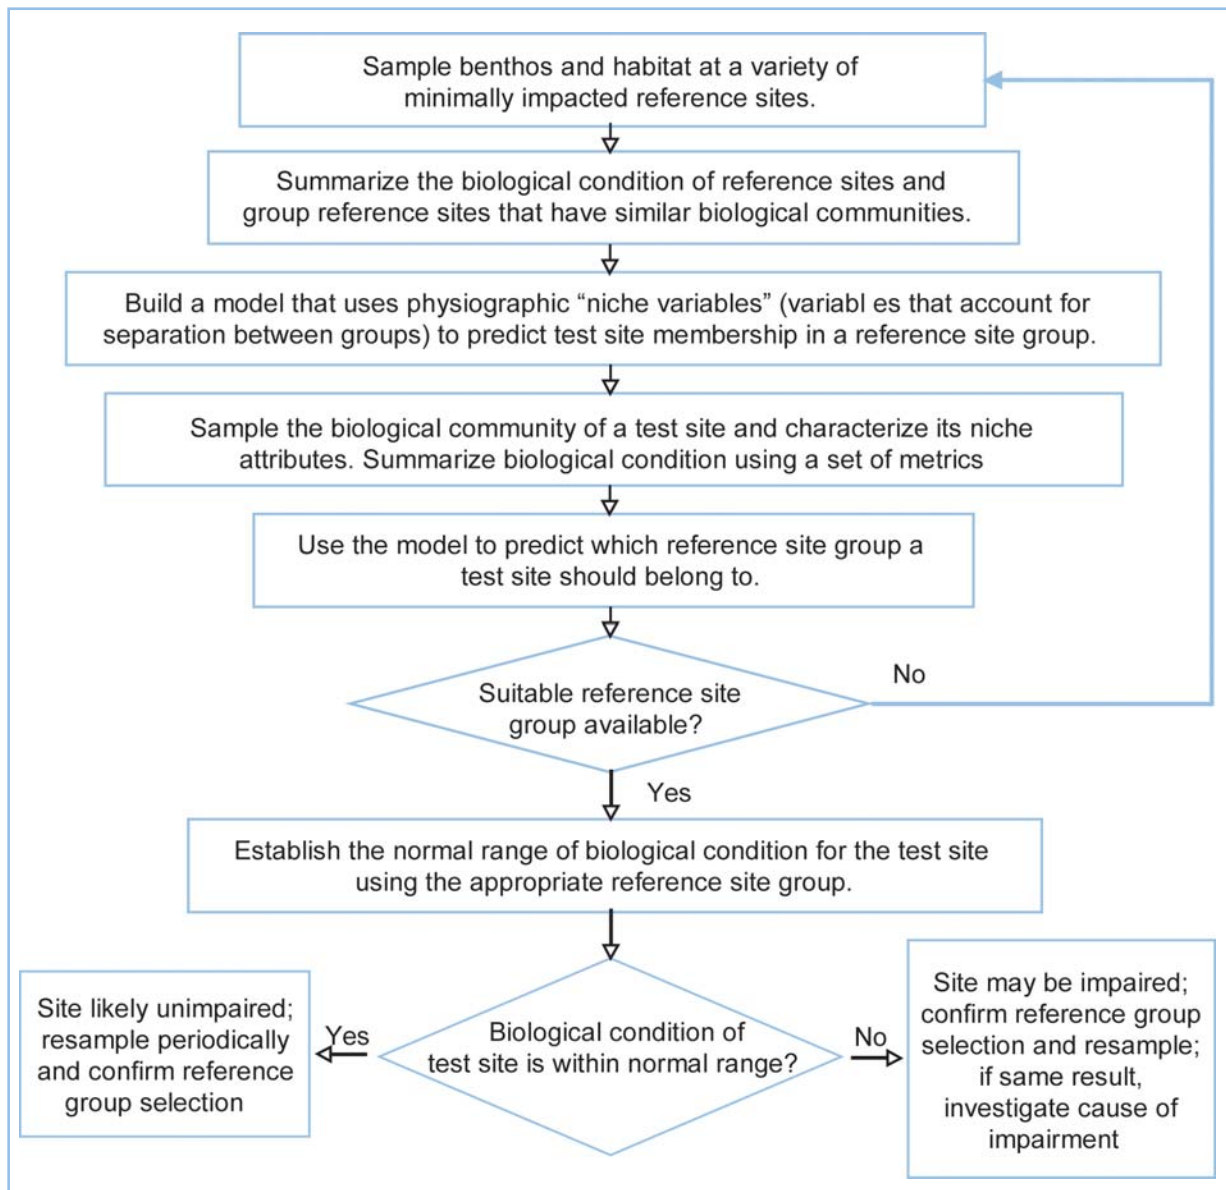 Sample benthos and habitat at a variety of
minimally impacted reference sites.
Summarize the biological condition of reference sites and
group reference sites that have similar biological communities.
Build a model that uses physiographic “niche variables” (variabl es that account for
separation between groups) to predict test site membership in a reference site group.
Sample the biological community of a test site and characterize its niche
attributes. Summarize biological condition using a set of metrics
Use the model to predict which reference site group a
test site should belong to.
Suitable reference site
group available?
No
Yes
Establish the normal range of biological condition for the test site
using the appropriate reference site group.
Site likely unimpaired;
resample periodically
and confirm reference
group selection
Yes
Biological condition of
test site is within normal range?
No
Site may be impaired;
confirm reference group
selection and resample;
if same result,
investigate cause of
impairment